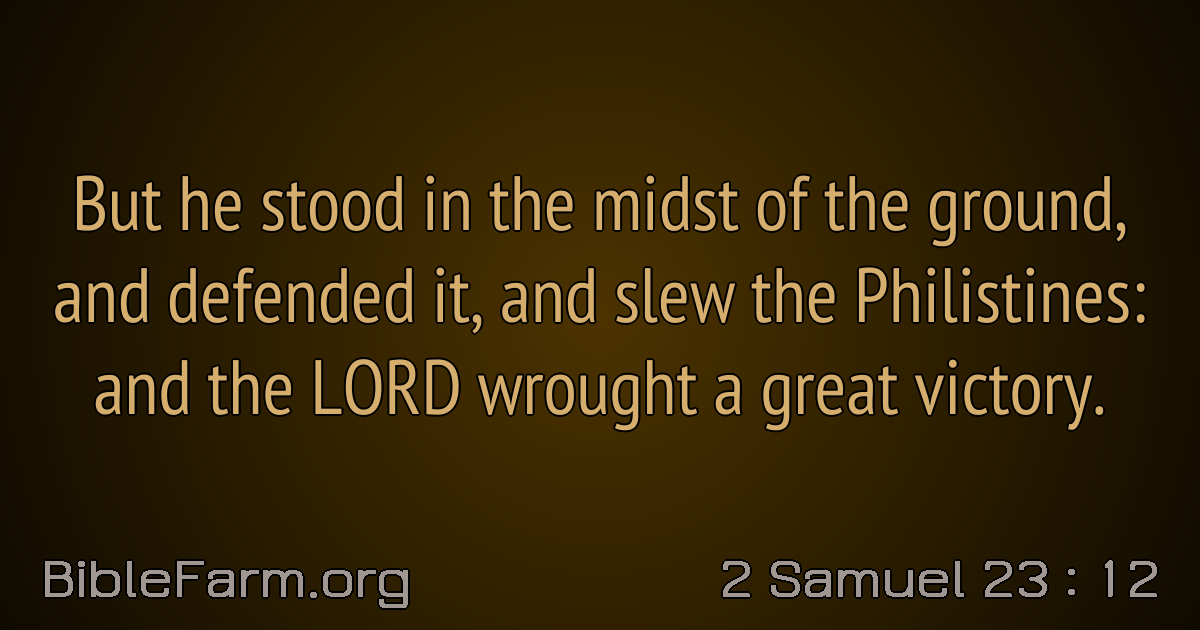 But he stood in the midst of the ground,
and defended it, and slew the Philistines:
and the LORD wrought a great victory.
BibleFarm.org
2 Samuel 23 : 12